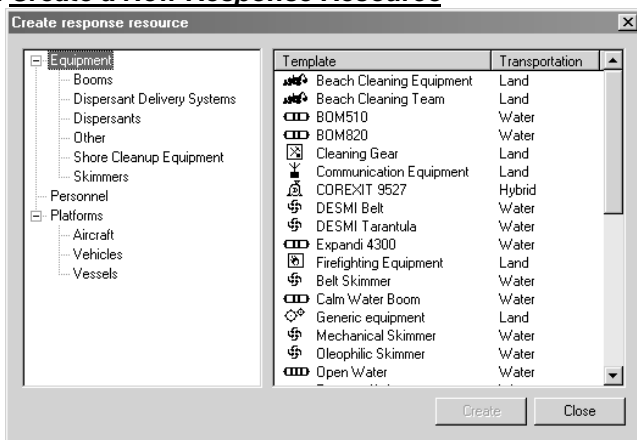 Create a New Response Resource
Create response resource
Equipment
Booms
Dispersant Delivery Systems
Dispersants
Other
Shore Cleanup Equipment
Skimmers
Personnel
Platforms
Aircraft
Vehicles
Vessels
Template Transportation
Beach Cleaning Equipment Land
Beach Cleaning Team Land
BOM510 Water
BOM820 Water
Cleaning Gear Land
Communication Equipment Land
COREXIT 9527 Hybrid
DESMI Belt Water
DESMI Tarantula Water
Expandi 4300 Water
Firefighting Equipment Land
Belt Skimmer Water
Calm Water Boom Water
Generic equipment Land
Mechanical Skimmer Water
Oleophilic Skimmer Water
Open Water Water
Create Close